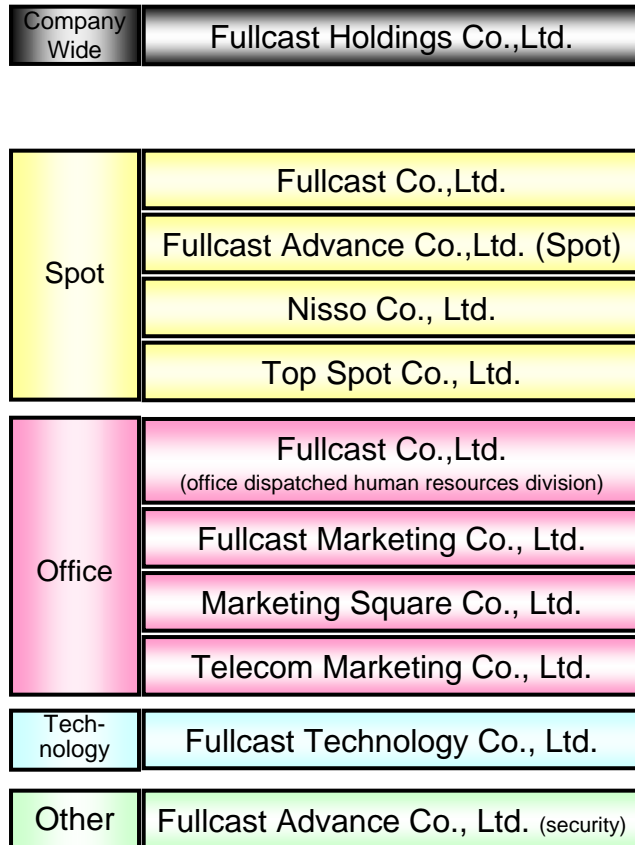 Company
Wide
Fullcast Holdings Co.,Ltd.
Spot
Fullcast Co.,Ltd.
Fullcast Advance Co.,Ltd. (Spot)
Nisso Co., Ltd.
Top Spot Co., Ltd.
Office
Fullcast Co.,Ltd.
(office dispatched human resources division)
Fullcast Marketing Co., Ltd.
Marketing Square Co., Ltd.
Telecom Marketing Co., Ltd.
Tech-
nology
Fullcast Technology Co., Ltd.
Other
Fullcast Advance Co., Ltd. (security)